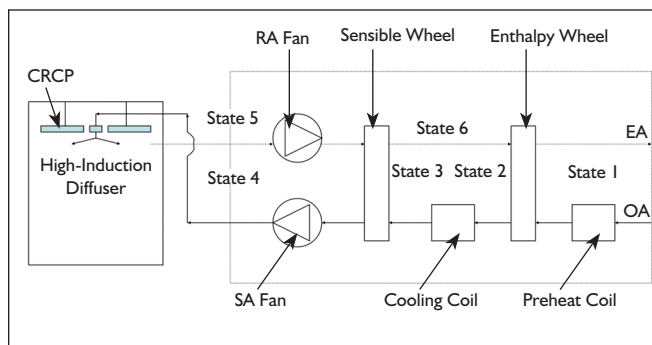 RA Fan
Sensible Wheel
Enthalpy Wheel
CRCP
State 5
State 6
EA
High-Induction
Diffuser
State 4
State 3
State 2
State 1
OA
SA Fan
Cooling Coil
Preheat Coil